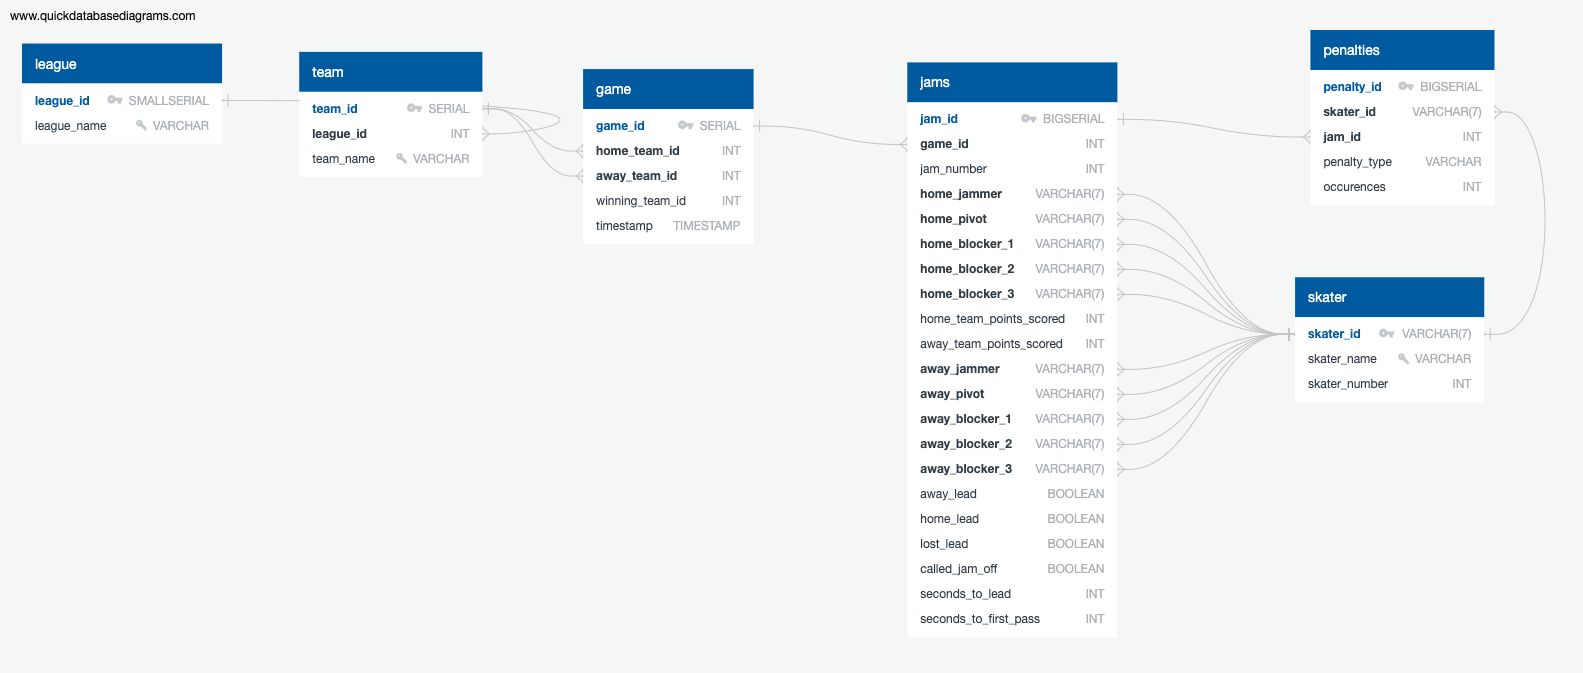 www.quickdatabasediagrams.com
league
league_id SMALLSERIAL
league_name VARCHAR
team
team_id SERIAL
league_id INT
team_name VARCHAR
game
game_id SERIAL
home_team_id INT
away_team_id INT
winning_team_id INT
timestamp TIMESTAMP
jams
jam_id BIGSERIAL
game_id INT
jam_number INT
home_jammer VARCHAR(7)
home_pivot VARCHAR(7)
home_blocker_1 VARCHAR(7)
home_blocker_2 VARCHAR(7)
home_blocker_3 VARCHAR(7)
home_team_points_scored INT
away_team_points_scored INT
away_jammer VARCHAR(7)
away_pivot VARCHAR(7)
away_blocker_1 VARCHAR(7)
away_blocker_2 VARCHAR(7)
away_blocker_3 VARCHAR(7)
away_lead BOOLEAN
home_lead BOOLEAN
lost_lead BOOLEAN
called_jam_off BOOLEAN
seconds_to_lead INT
seconds_to_first_pass INT
penalties
penalty_id BIGSERIAL
skater_id VARCHAR(7)
jam_id INT
penalty_type VARCHAR
occurences INT
skater
skater_id VARCHAR(7)
skater_name VARCHAR
skater_number INT